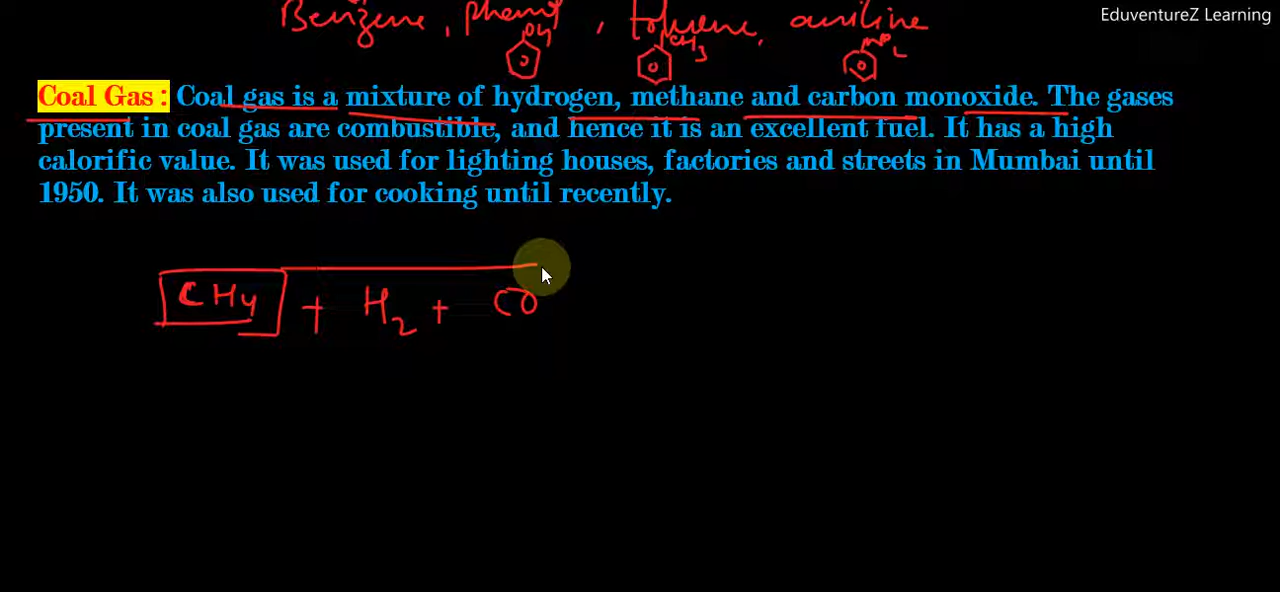 EduventureZ Learning
Benzene, phenol, toluene, aniline
OH CH3 NH2
Coal Gas : Coal gas is a mixture of hydrogen, methane and carbon monoxide. The gases
present in coal gas are combustible, and hence it is an excellent fuel. It has a high
calorific value. It was used for lighting houses, factories and streets in Mumbai until
1950. It was also used for cooking until recently.
CH4 + H2 + CO